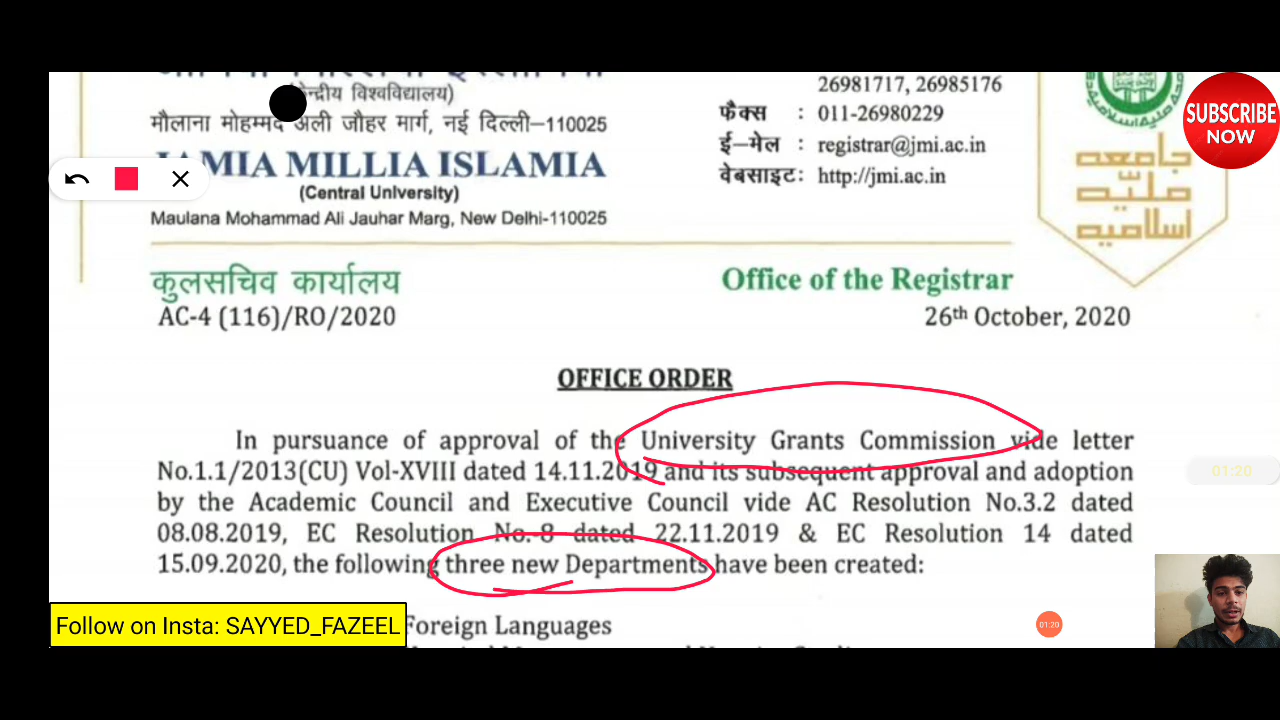 26981717, 26985176
केन्द्रीय विश्वविद्यालय)
फैक्स : 011-26980229
मौलाना मोहम्मद अली जौहर मार्ग, नई दिल्ली–110025
ई–मेल : registrar@jmi.ac.in
JAMIA MILLIA ISLAMIA
वेबसाइट: http://jmi.ac.in
(Central University)
Maulana Mohammad Ali Jauhar Marg, New Delhi-110025
جامعه
مليه
اسلاميه
SUBSCRIBE
NOW
कुलसचिव कार्यालय
Office of the Registrar
AC-4 (116)/RO/2020
26th October, 2020
OFFICE ORDER
In pursuance of approval of the University Grants Commission vide letter
No.1.1/2013(CU) Vol-XVIII dated 14.11.2019 and its subsequent approval and adoption
by the Academic Council and Executive Council vide AC Resolution No.3.2 dated
08.08.2019, EC Resolution No. 8 dated 22.11.2019 & EC Resolution 14 dated
15.09.2020, the following three new Departments have been created:
01:20
Foreign Languages
Follow on Insta: SAYYED_FAZEEL
01:20